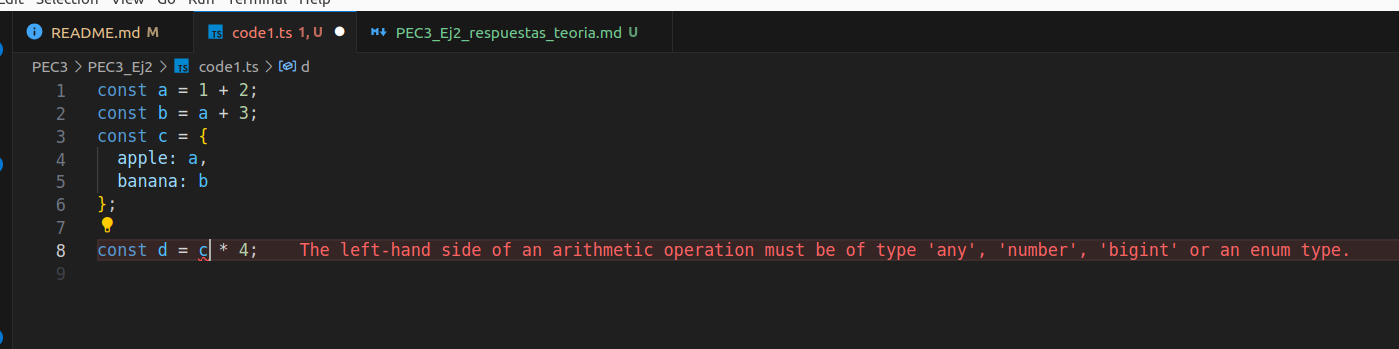 Edit Selection View Go Run Terminal Help
README.md M
TS code1.ts 1, U
PEC3_Ej2_respuestas_teoria.md U
PEC3 > PEC3_Ej2 > TS code1.ts > d
1 const a = 1 + 2;
2 const b = a + 3;
3 const c = {
4 apple: a,
5 banana: b
6 };
7
8 const d = c * 4; The left-hand side of an arithmetic operation must be of type 'any', 'number', 'bigint' or an enum type.
9